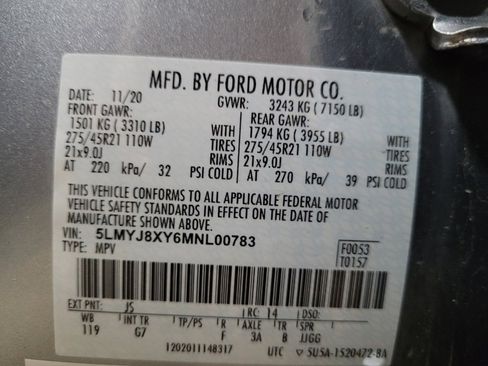 MFD. BY FORD MOTOR CO.
DATE: 11/20 GVWR: 3243 KG ( 7150 LB)
FRONT GAWR: REAR GAWR:
1501 KG ( 3310 LB) WITH 1794 KG ( 3955 LB) WITH
275/45R21 110W TIRES 275/45R21 110W TIRES
21x9.0J RIMS 21x9.0J RIMS
AT 220 kPa/ 32 PSI COLD AT 270 kPa/ 39 PSI COLD
THIS VEHICLE CONFORMS TO ALL APPLICABLE FEDERAL MOTOR
VEHICLE SAFETY STANDARDS IN EFFECT ON THE DATE OF
MANUFACTURE SHOWN ABOVE.
VIN: 5LMYJ8XY6MNL00783
TYPE: MPV
F0053
T0157
EXT PNT: JS RC: 14 DSO:
WB INT TR TP/PS R AXLE TR SPR
119 G7 F 3A B JJGG
1202011148317 UTC 5U5A-1520472-BA